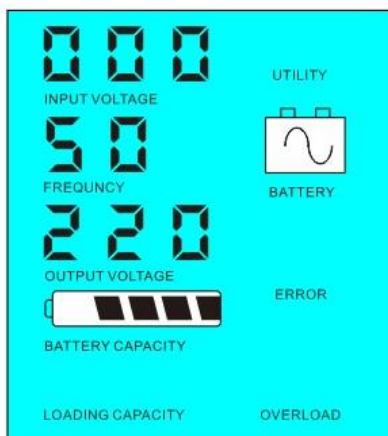 000
UTILITY
INPUT VOLTAGE
50
FREQUNCY
BATTERY
220
OUTPUT VOLTAGE
ERROR
BATTERY CAPACITY
LOADING CAPACITY
OVERLOAD